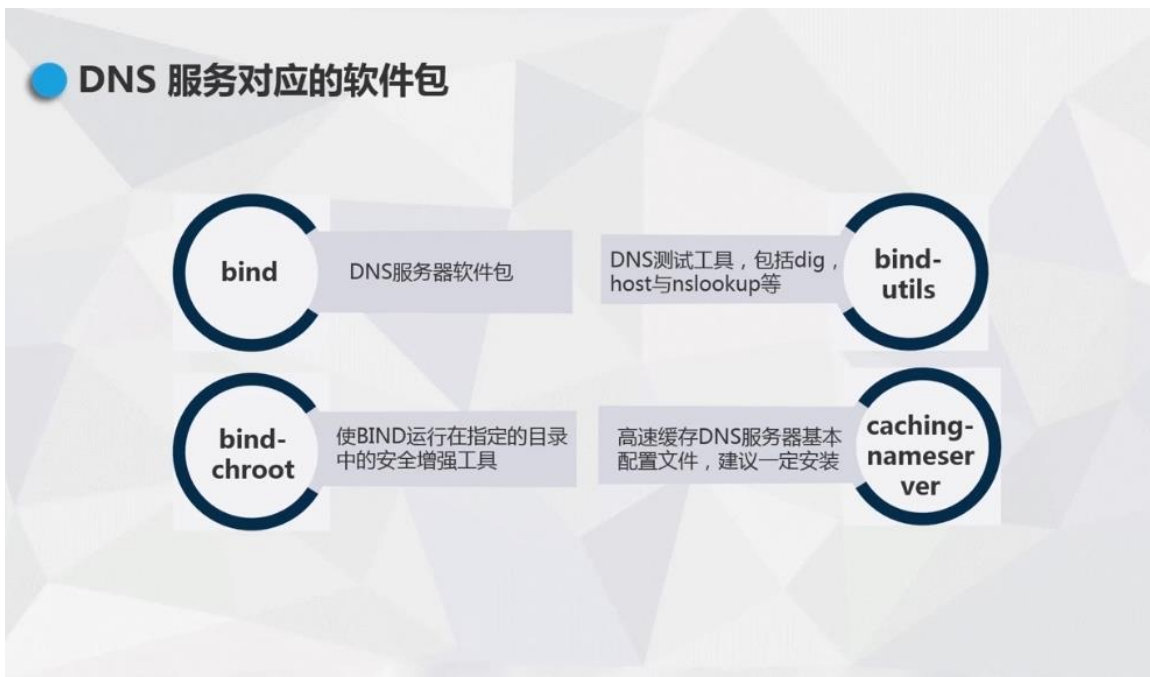 DNS 服务对应的软件包
bind
DNS服务器软件包
DNS测试工具，包括dig，
host与nslookup等
bind-
utils
bind-
chroot
使BIND运行在指定的目录
中的安全增强工具
高速缓存DNS服务器基本
配置文件，建议一定安装
caching-
nameser
ver